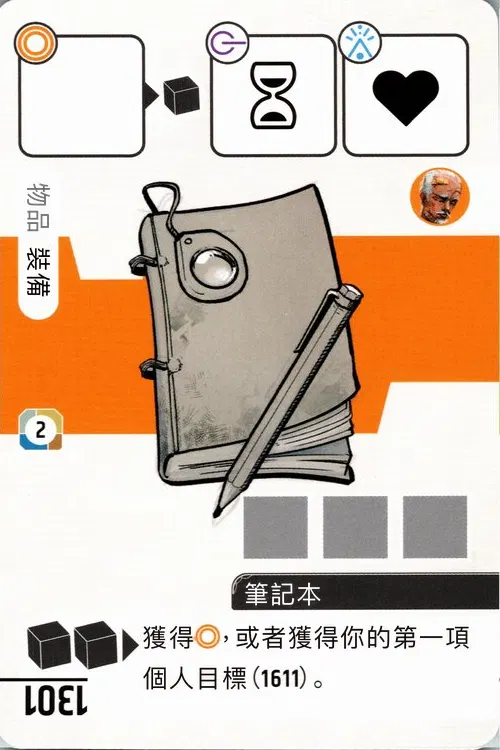 物品 裝備
2
筆記本
獲得，或者獲得你的第一項
個人目標(1611)。
1301